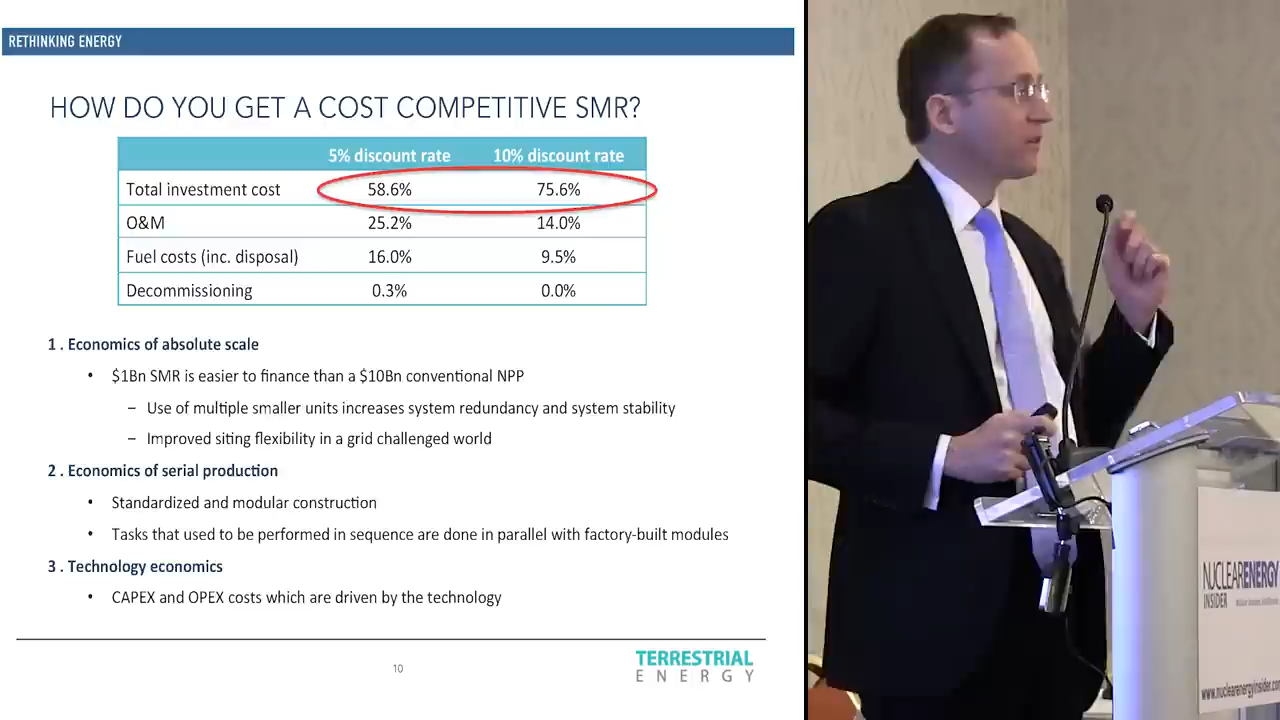 RETHINKING ENERGY
HOW DO YOU GET A COST COMPETITIVE SMR?
5% discount rate 10% discount rate
Total investment cost 58.6% 75.6%
O&M 25.2% 14.0%
Fuel costs (inc. disposal) 16.0% 9.5%
Decommissioning 0.3% 0.0%
1 . Economics of absolute scale
• $1Bn SMR is easier to finance than a $10Bn conventional NPP
– Use of multiple smaller units increases system redundancy and system stability
– Improved siting flexibility in a grid challenged world
2 . Economics of serial production
• Standardized and modular construction
• Tasks that used to be performed in sequence are done in parallel with factory-built modules
3 . Technology economics
• CAPEX and OPEX costs which are driven by the technology
10
TERRESTRIAL
ENERGY
NUCLEARENERGY
INSIDER
www.nuclearenergyinsider.com